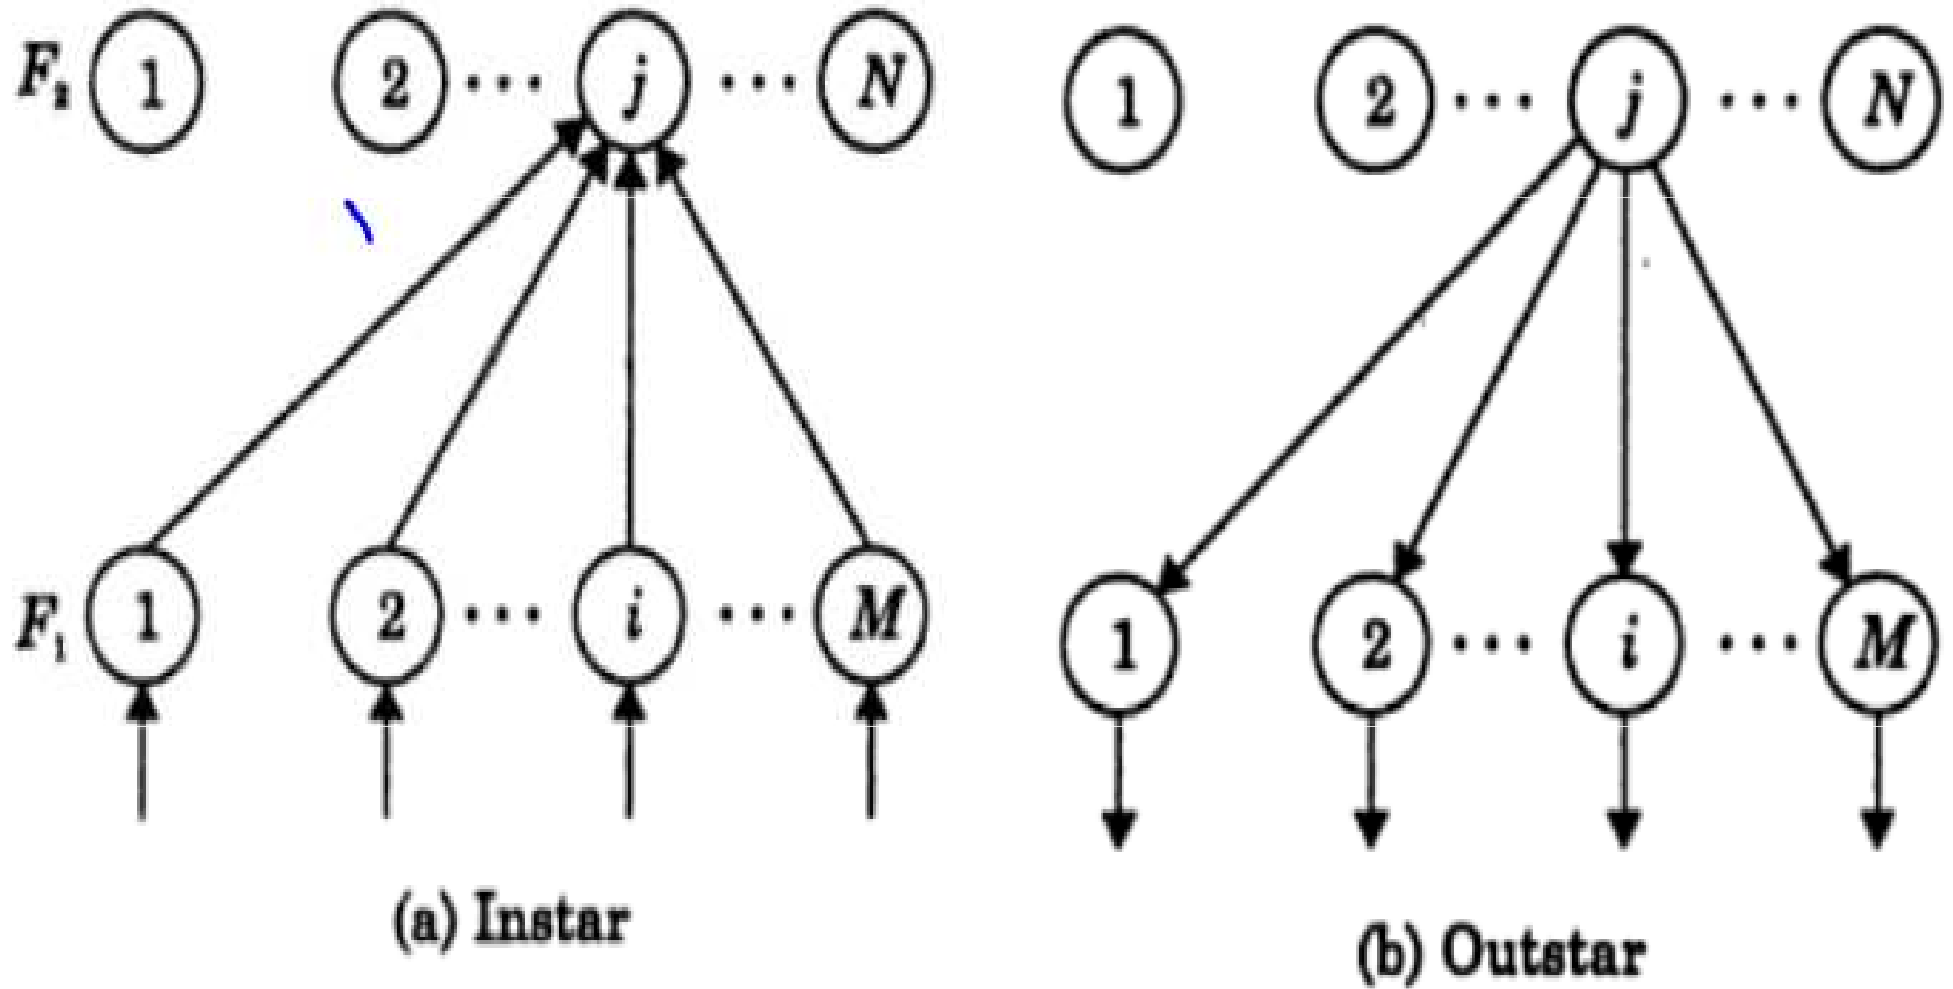 F₂ 1 2 ... j ... N
F₁ 1 2 ... i ... M
(a) Instar
1 2 ... j ... N
1 2 ... i ... M
(b) Outstar